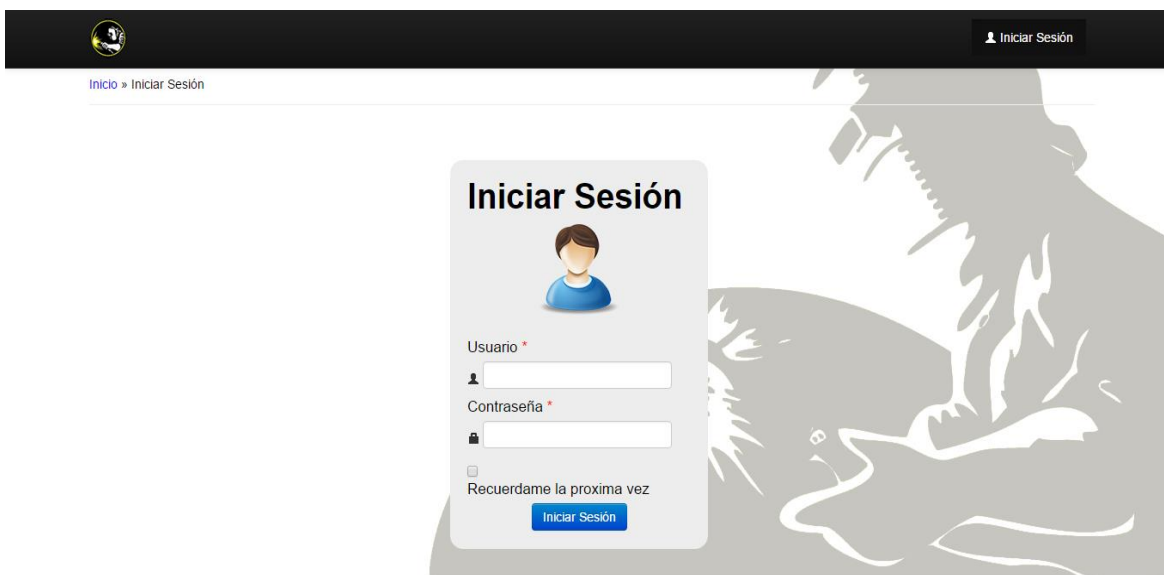 Iniciar Sesión
Inicio » Iniciar Sesión
Iniciar Sesión
Usuario *
Contraseña *
Recuerdame la proxima vez
Iniciar Sesión